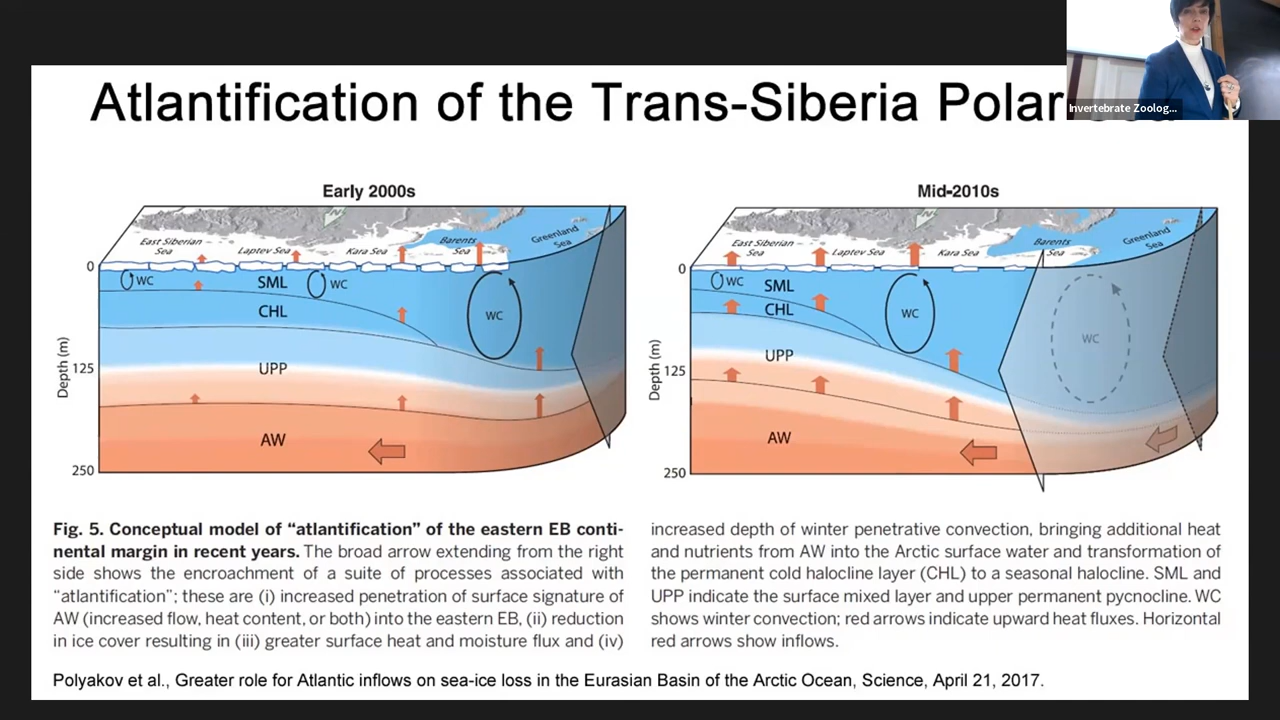 Atlantification of the Trans-Siberia Polar
Invertebrate Zoolog...
Early 2000s
East Siberian
Sea
Laptev Sea
Kara Sea
Barents
Sea
Greenland
Sea
0
WC
SML
WC
CHL
WC
Depth (m)
125
UPP
AW
250
Mid-2010s
East Siberian
Sea
Laptev Sea
Kara Sea
Barents
Sea
Greenland
Sea
0
WC
SML
CHL
WC
WC
Depth (m)
125
UPP
AW
250
Fig. 5. Conceptual model of “atlantification” of the eastern EB conti-
nental margin in recent years. The broad arrow extending from the right
side shows the encroachment of a suite of processes associated with
“atlantification”; these are (i) increased penetration of surface signature of
AW (increased flow, heat content, or both) into the eastern EB, (ii) reduction
in ice cover resulting in (iii) greater surface heat and moisture flux and (iv)
increased depth of winter penetrative convection, bringing additional heat
and nutrients from AW into the Arctic surface water and transformation of
the permanent cold halocline layer (CHL) to a seasonal halocline. SML and
UPP indicate the surface mixed layer and upper permanent pycnocline. WC
shows winter convection; red arrows indicate upward heat fluxes. Horizontal
red arrows show inflows.
Polyakov et al., Greater role for Atlantic inflows on sea-ice loss in the Eurasian Basin of the Arctic Ocean, Science, April 21, 2017.